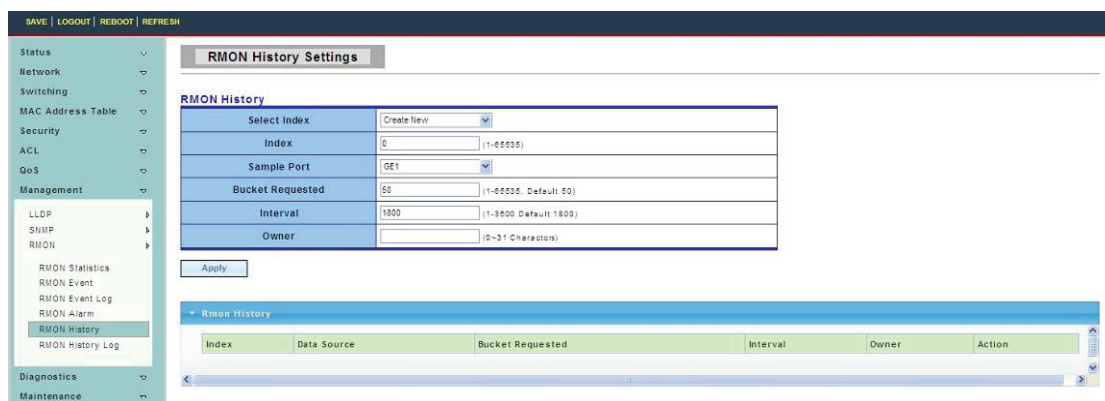 SAVE | LOGOUT | REBOOT | REFRESH
Status
Network
Switching
MAC Address Table
Security
ACL
QoS
Management
LLDP
SNMP
RMON
RMON Statistics
RMON Event
RMON Event Log
RMON Alarm
RMON History
RMON History Log
Diagnostics
Maintenance
RMON History Settings
RMON History
Select Index Create New
Index 0 (1-65535)
Sample Port GE1
Bucket Requested 50 (1-65535, Default 50)
Interval 1800 (1-3600 Default 1800)
Owner (0~31 Charactors)
Apply
Rmon History
Index Data Source Bucket Requested Interval Owner Action